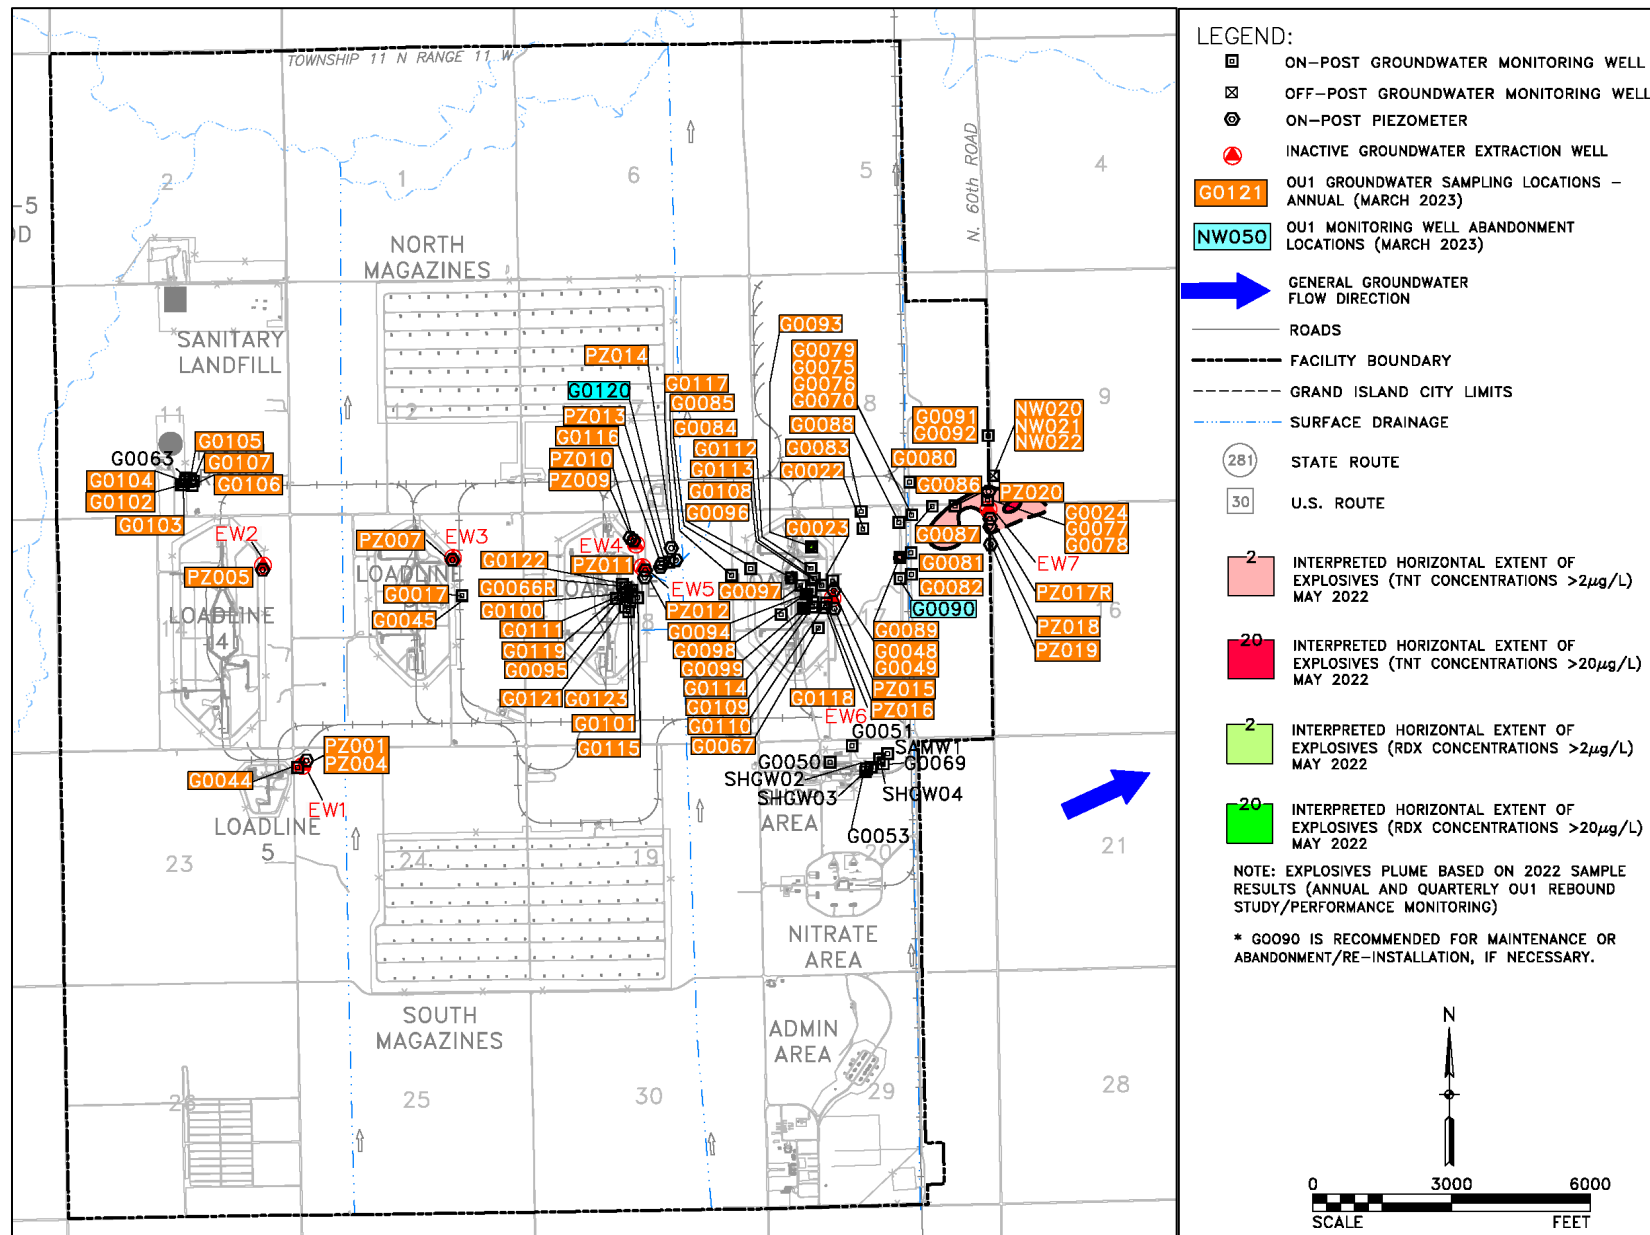 TOWNSHIP 11 N RANGE 11 W
2
1
6
5
4
N. 60th ROAD
-5
NORTH
MAGAZINES
SANITARY
LANDFILL
11
12
7
8
9
G0093
G0079
G0075
G0076
G0070
PZ014
G0120
G0117
G0085
G0084
PZ013
G0116
PZ010
PZ009
G0112
G0113
G0108
G0096
G0088
G0083
G0022
G0091
G0092
NW020
NW021
NW022
G0080
G0086
PZ020
G0024
G0077
G0078
G0087
EW7
G0105
G0063
G0107
G0104
G0106
G0102
G0103
EW2
PZ005
LOADLINE
4
14
PZ007
EW3
LOADLINE
G0017
G0045
G0122
EW4
PZ011
G0066R
G0100
EW5
G0111
PZ012
G0119
G0095
G0121
G0123
G0101
G0115
G0023
G0097
G0094
G0098
G0099
G0114
G0109
G0110
G0067
G0081
G0082
G0090
17
16
PZ017R
PZ018
PZ019
G0089
G0048
G0049
PZ015
PZ016
G0118
EW6
G0051
SAMW1
G0050
G0069
SHGW02
SHGW03
SHGW04
G0053
AREA
PZ001
PZ004
G0044
EW1
LOADLINE
5
23
24
19
20
21
NITRATE
AREA
SOUTH
MAGAZINES
ADMIN
AREA
26
25
30
29
28
LEGEND:
ON-POST GROUNDWATER MONITORING WELL
OFF-POST GROUNDWATER MONITORING WELL
ON-POST PIEZOMETER
INACTIVE GROUNDWATER EXTRACTION WELL
G0121
OU1 GROUNDWATER SAMPLING LOCATIONS -
ANNUAL (MARCH 2023)
NW050
OU1 MONITORING WELL ABANDONMENT
LOCATIONS (MARCH 2023)
GENERAL GROUNDWATER
FLOW DIRECTION
ROADS
FACILITY BOUNDARY
GRAND ISLAND CITY LIMITS
SURFACE DRAINAGE
281
STATE ROUTE
30
U.S. ROUTE
2
INTERPRETED HORIZONTAL EXTENT OF
EXPLOSIVES (TNT CONCENTRATIONS >2µg/L)
MAY 2022
20
INTERPRETED HORIZONTAL EXTENT OF
EXPLOSIVES (TNT CONCENTRATIONS >20µg/L)
MAY 2022
2
INTERPRETED HORIZONTAL EXTENT OF
EXPLOSIVES (RDX CONCENTRATIONS >2µg/L)
MAY 2022
20
INTERPRETED HORIZONTAL EXTENT OF
EXPLOSIVES (RDX CONCENTRATIONS >20µg/L)
MAY 2022
NOTE: EXPLOSIVES PLUME BASED ON 2022 SAMPLE
RESULTS (ANNUAL AND QUARTERLY OU1 REBOUND
STUDY/PERFORMANCE MONITORING)
* G0090 IS RECOMMENDED FOR MAINTENANCE OR
ABANDONMENT/RE-INSTALLATION, IF NECESSARY.
N
0 3000 6000
SCALE FEET